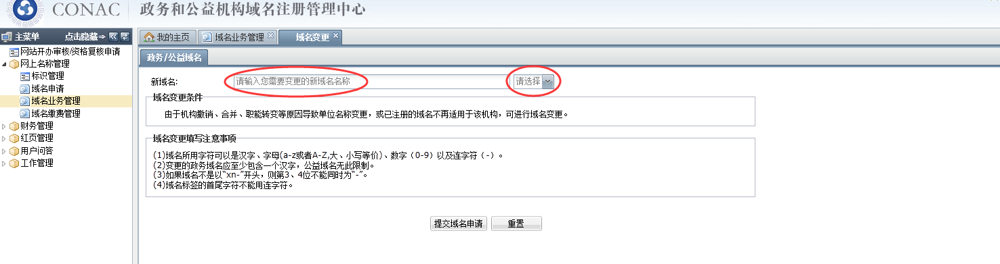 CONAC 政务和公益机构域名注册管理中心
主菜单 点击隐藏⇒
我的主页 域名业务管理 域名变更
网站开办审核/资格复核申请
网上名称管理
标识管理
域名申请
域名业务管理
域名缴费管理
财务管理
红页管理
用户问答
工作管理
政务/公益域名
新域名: 请输入您需要变更的新域名名称 请选择
域名变更条件
由于机构撤销、合并、职能转变等原因导致单位名称变更，或已注册的域名不再适用于该机构，可进行域名变更。
域名变更填写注意事项
(1)域名所用字符可以是汉字、字母(a-z或者A-Z,大、小写等价)、数字（0-9）以及连字符（-）。
(2)变更的政务域名应至少包含一个汉字，公益域名无此限制。
(3)如果域名不是以“xn-”开头，则第3、4位不能同时为“-”。
(4)域名标签的首尾字符不能用连字符。
提交域名申请 重置